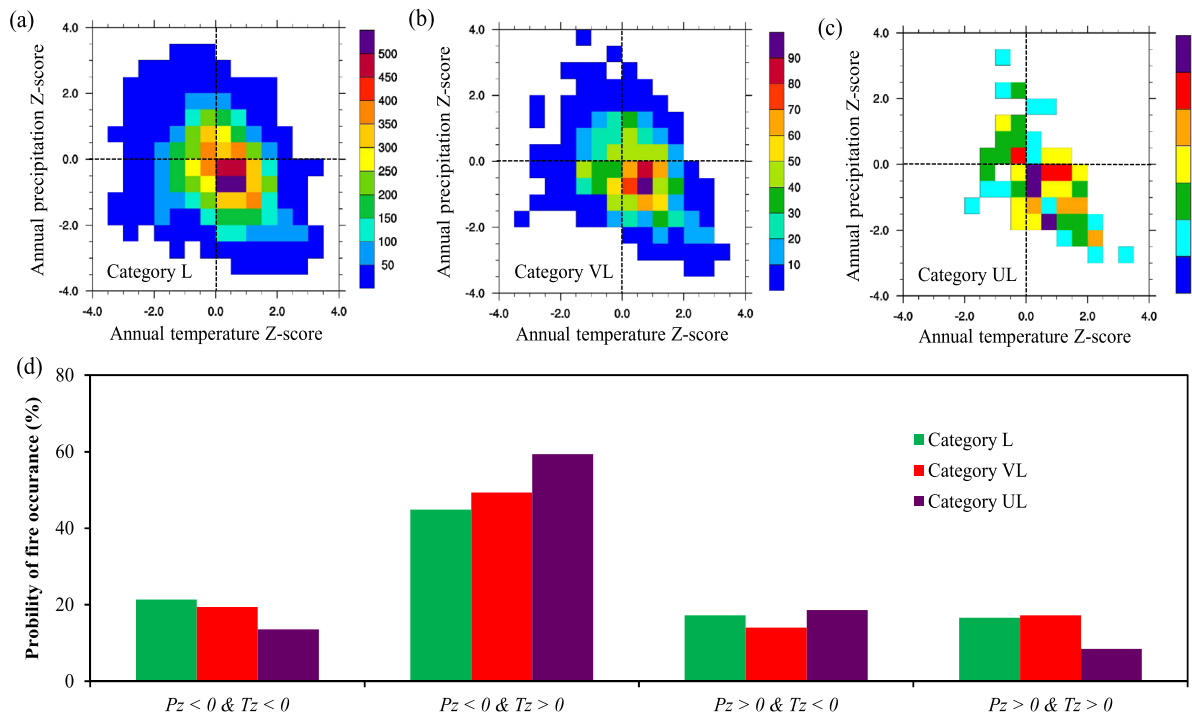 (a)
4.0
2.0
0.0
-2.0
-4.0
Annual precipitation Z-score
Category L
-4.0 -2.0 0.0 2.0 4.0
Annual temperature Z-score
500
450
400
350
300
250
200
150
100
50
(b)
4.0
2.0
0.0
-2.0
-4.0
Annual precipitation Z-score
Category VL
-4.0 -2.0 0.0 2.0 4.0
Annual temperature Z-score
90
80
70
60
50
40
30
20
10
(c)
4.0
2.0
0.0
-2.0
-4.0
Annual precipitation Z-score
Category UL
-4.0 -2.0 0.0 2.0 4.0
Annual temperature Z-score
(d)
80
60
40
20
0
Probility of fire occurance (%)
Category L
Category VL
Category UL
Pz < 0 & Tz < 0
Pz < 0 & Tz > 0
Pz > 0 & Tz < 0
Pz > 0 & Tz > 0